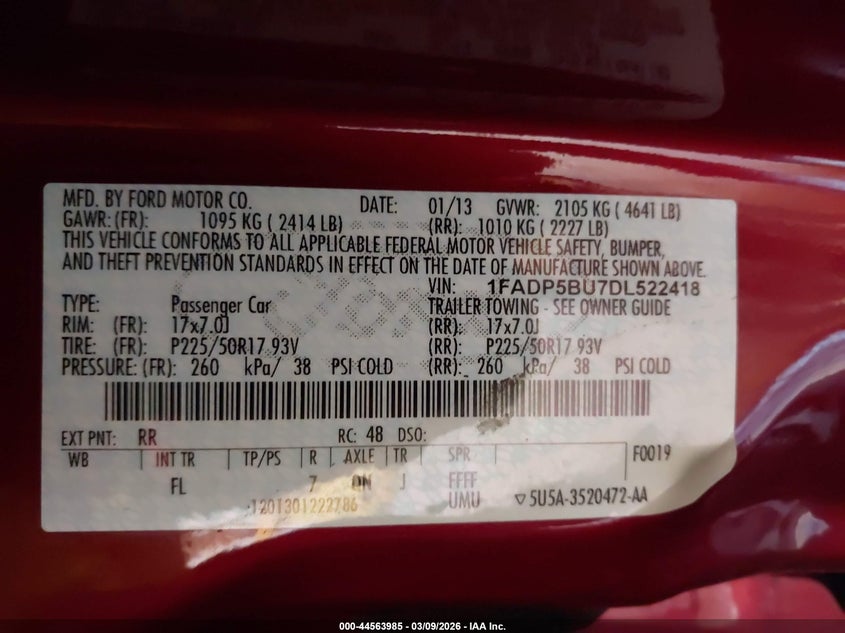 MFD. BY FORD MOTOR CO. DATE: 01/13 GVWR: 2105 KG ( 4641 LB)
GAWR: (FR): 1095 KG ( 2414 LB) (RR): 1010 KG ( 2227 LB)
THIS VEHICLE CONFORMS TO ALL APPLICABLE FEDERAL MOTOR VEHICLE SAFETY, BUMPER,
AND THEFT PREVENTION STANDARDS IN EFFECT ON THE DATE OF MANUFACTURE SHOWN ABOVE.
VIN: 1FADP5BU7DL522418
TYPE: Passenger Car TRAILER TOWING - SEE OWNER GUIDE
RIM: (FR): 17x7.0J (RR): 17x7.0J
TIRE: (FR): P225/50R17 93V (RR): P225/50R17 93V
PRESSURE: (FR): 260 kPa/ 38 PSI COLD (RR): 260 kPa/ 38 PSI COLD
EXT PNT: RR RC: 48 DSO:
WB INT TR TP/PS R AXLE TR SPR F0019
FL 7 QN J FFFF
UMU
1201301222786 ▽5U5A-3520472-AA
000-44563985 - 03/09/2026 - IAA Inc.